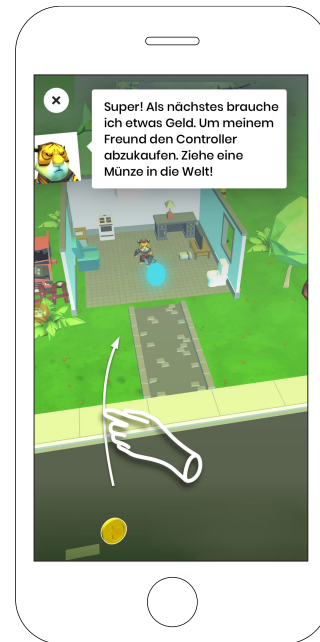 Super! Als nächstes brauche
ich etwas Geld. Um meinem
Freund den Controller
abzukaufen. Ziehe eine
Münze in die Welt!